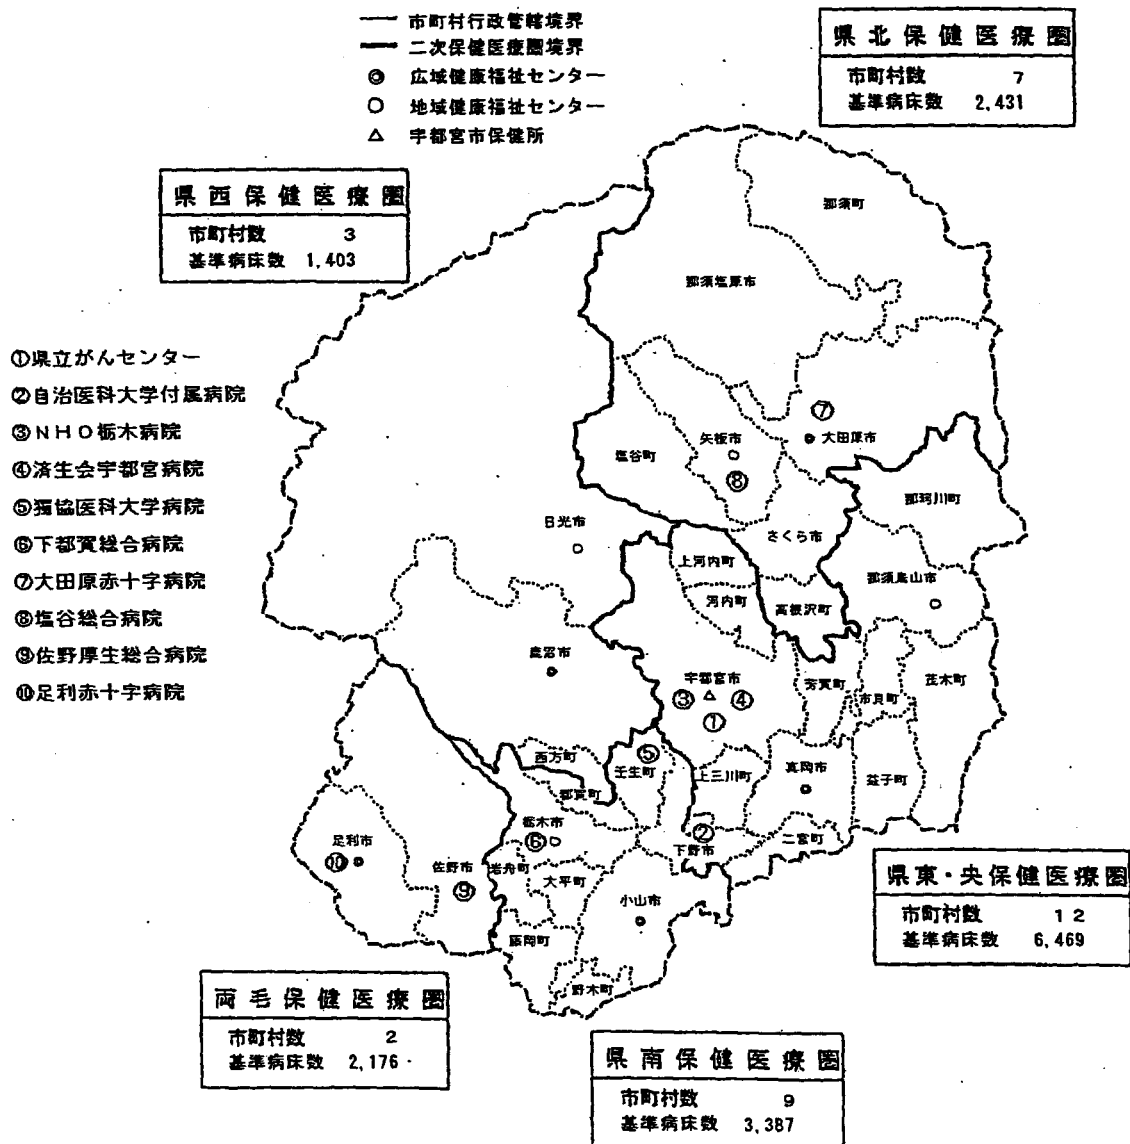 市町村行政管轄境界
二次保健医療圏境界
◎ 広域健康福祉センター
○ 地域健康福祉センター
△ 宇都宮市保健所
県北保健医療圏
市町村数 7
基準病床数 2,431
県西保健医療圏
市町村数 3
基準病床数 1,403
①県立がんセンター
②自治医科大学付属病院
③NHO栃木病院
④済生会宇都宮病院
⑤獨協医科大学病院
⑥下都賀総合病院
⑦大田原赤十字病院
⑧塩谷総合病院
⑨佐野厚生総合病院
⑩足利赤十字病院
那須町
那須塩原市
⑦
大田原市
矢板市
⑧
塩谷町
那珂川町
さくら市
日光市
上河内町
河内町
高根沢町
那須烏山市
鹿沼市
宇都宮市
③ △ ④
①
芳賀町
市貝町
茂木町
西方町
⑤
壬生町
上三川町
真岡市
益子町
都賀町
栃木市
⑥
②
下野市
二宮町
足利市
⑩
佐野市
⑨
岩舟町
大平町
小山市
藤岡町
野木町
県東・央保健医療圏
市町村数 12
基準病床数 6,469
両毛保健医療圏
市町村数 2
基準病床数 2,176
県南保健医療圏
市町村数 9
基準病床数 3,387